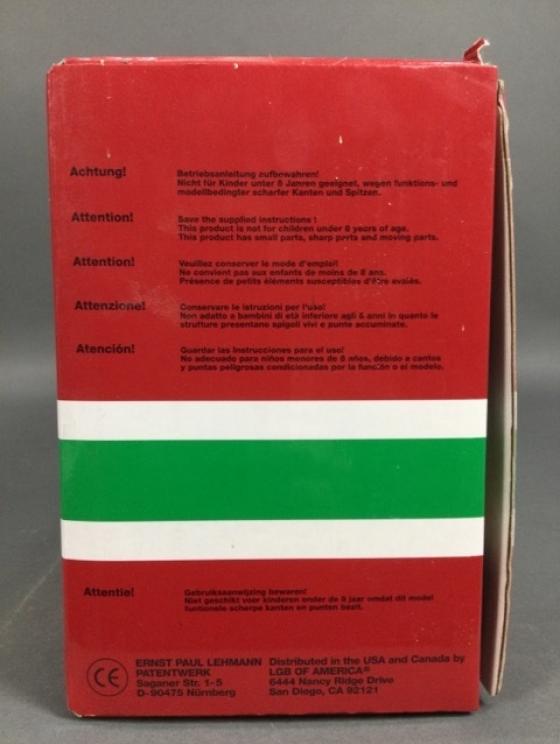 Achtung!
Betriebsanleitung aufbewahren!
Nicht für Kinder unter 8 Jahren geeignet, wegen funktions- und
modellbedingter scharfer Kanten und Spitzen.
Attention!
Save the supplied instructions !
This product is not for children under 8 years of age.
This product has small parts, sharp parts and moving parts.
Attention!
Veuillez conserver le mode d'emploi!
Ne convient pas aux enfants de moins de 8 ans.
Présence de petits éléments susceptibles d'être avalés.
Attenzione!
Conservare le istruzioni per l'uso!
Non adatto a bambini di età inferiore agli 8 anni in quanto le
strutture presentano spigoli vivi e punte accuminate.
Atención!
Guardar las Instrucciones para el uso!
No adecuado para niños menores de 8 años, debido a cantos
y puntas peligrosas condicionadas por la función o el modelo.
Attentie!
Gebruiksaanwijzing bewaren!
Niet geschikt voor kinderen onder de 8 jaar omdat dit model
funtionele scherpe kanten en punten bezit.
CE
ERNST PAUL LEHMANN
PATENTWERK
Saganer Str. 1-5
D-90475 Nürnberg
Distributed in the USA and Canada by
LGB OF AMERICA®
6444 Nancy Ridge Drive
San Diego, CA 92121